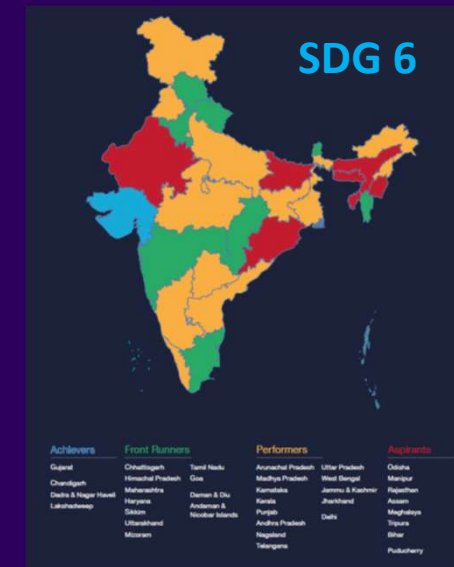 SDG 6
Achievers
Gujarat
Chandigarh
Dadra & Nagar Haveli
Lakshadweep
Front Runners
Chhattisgarh
Himachal Pradesh
Maharashtra
Haryana
Sikkim
Uttarakhand
Mizoram
Tamil Nadu
Goa
Daman & Diu
Andaman &
Nicobar Islands
Performers
Arunachal Pradesh
Madhya Pradesh
Karnataka
Kerala
Punjab
Andhra Pradesh
Nagaland
Telangana
Uttar Pradesh
West Bengal
Jammu & Kashmir
Jharkhand
Delhi
Aspirants
Odisha
Manipur
Rajasthan
Assam
Meghalaya
Tripura
Bihar
Puducherry